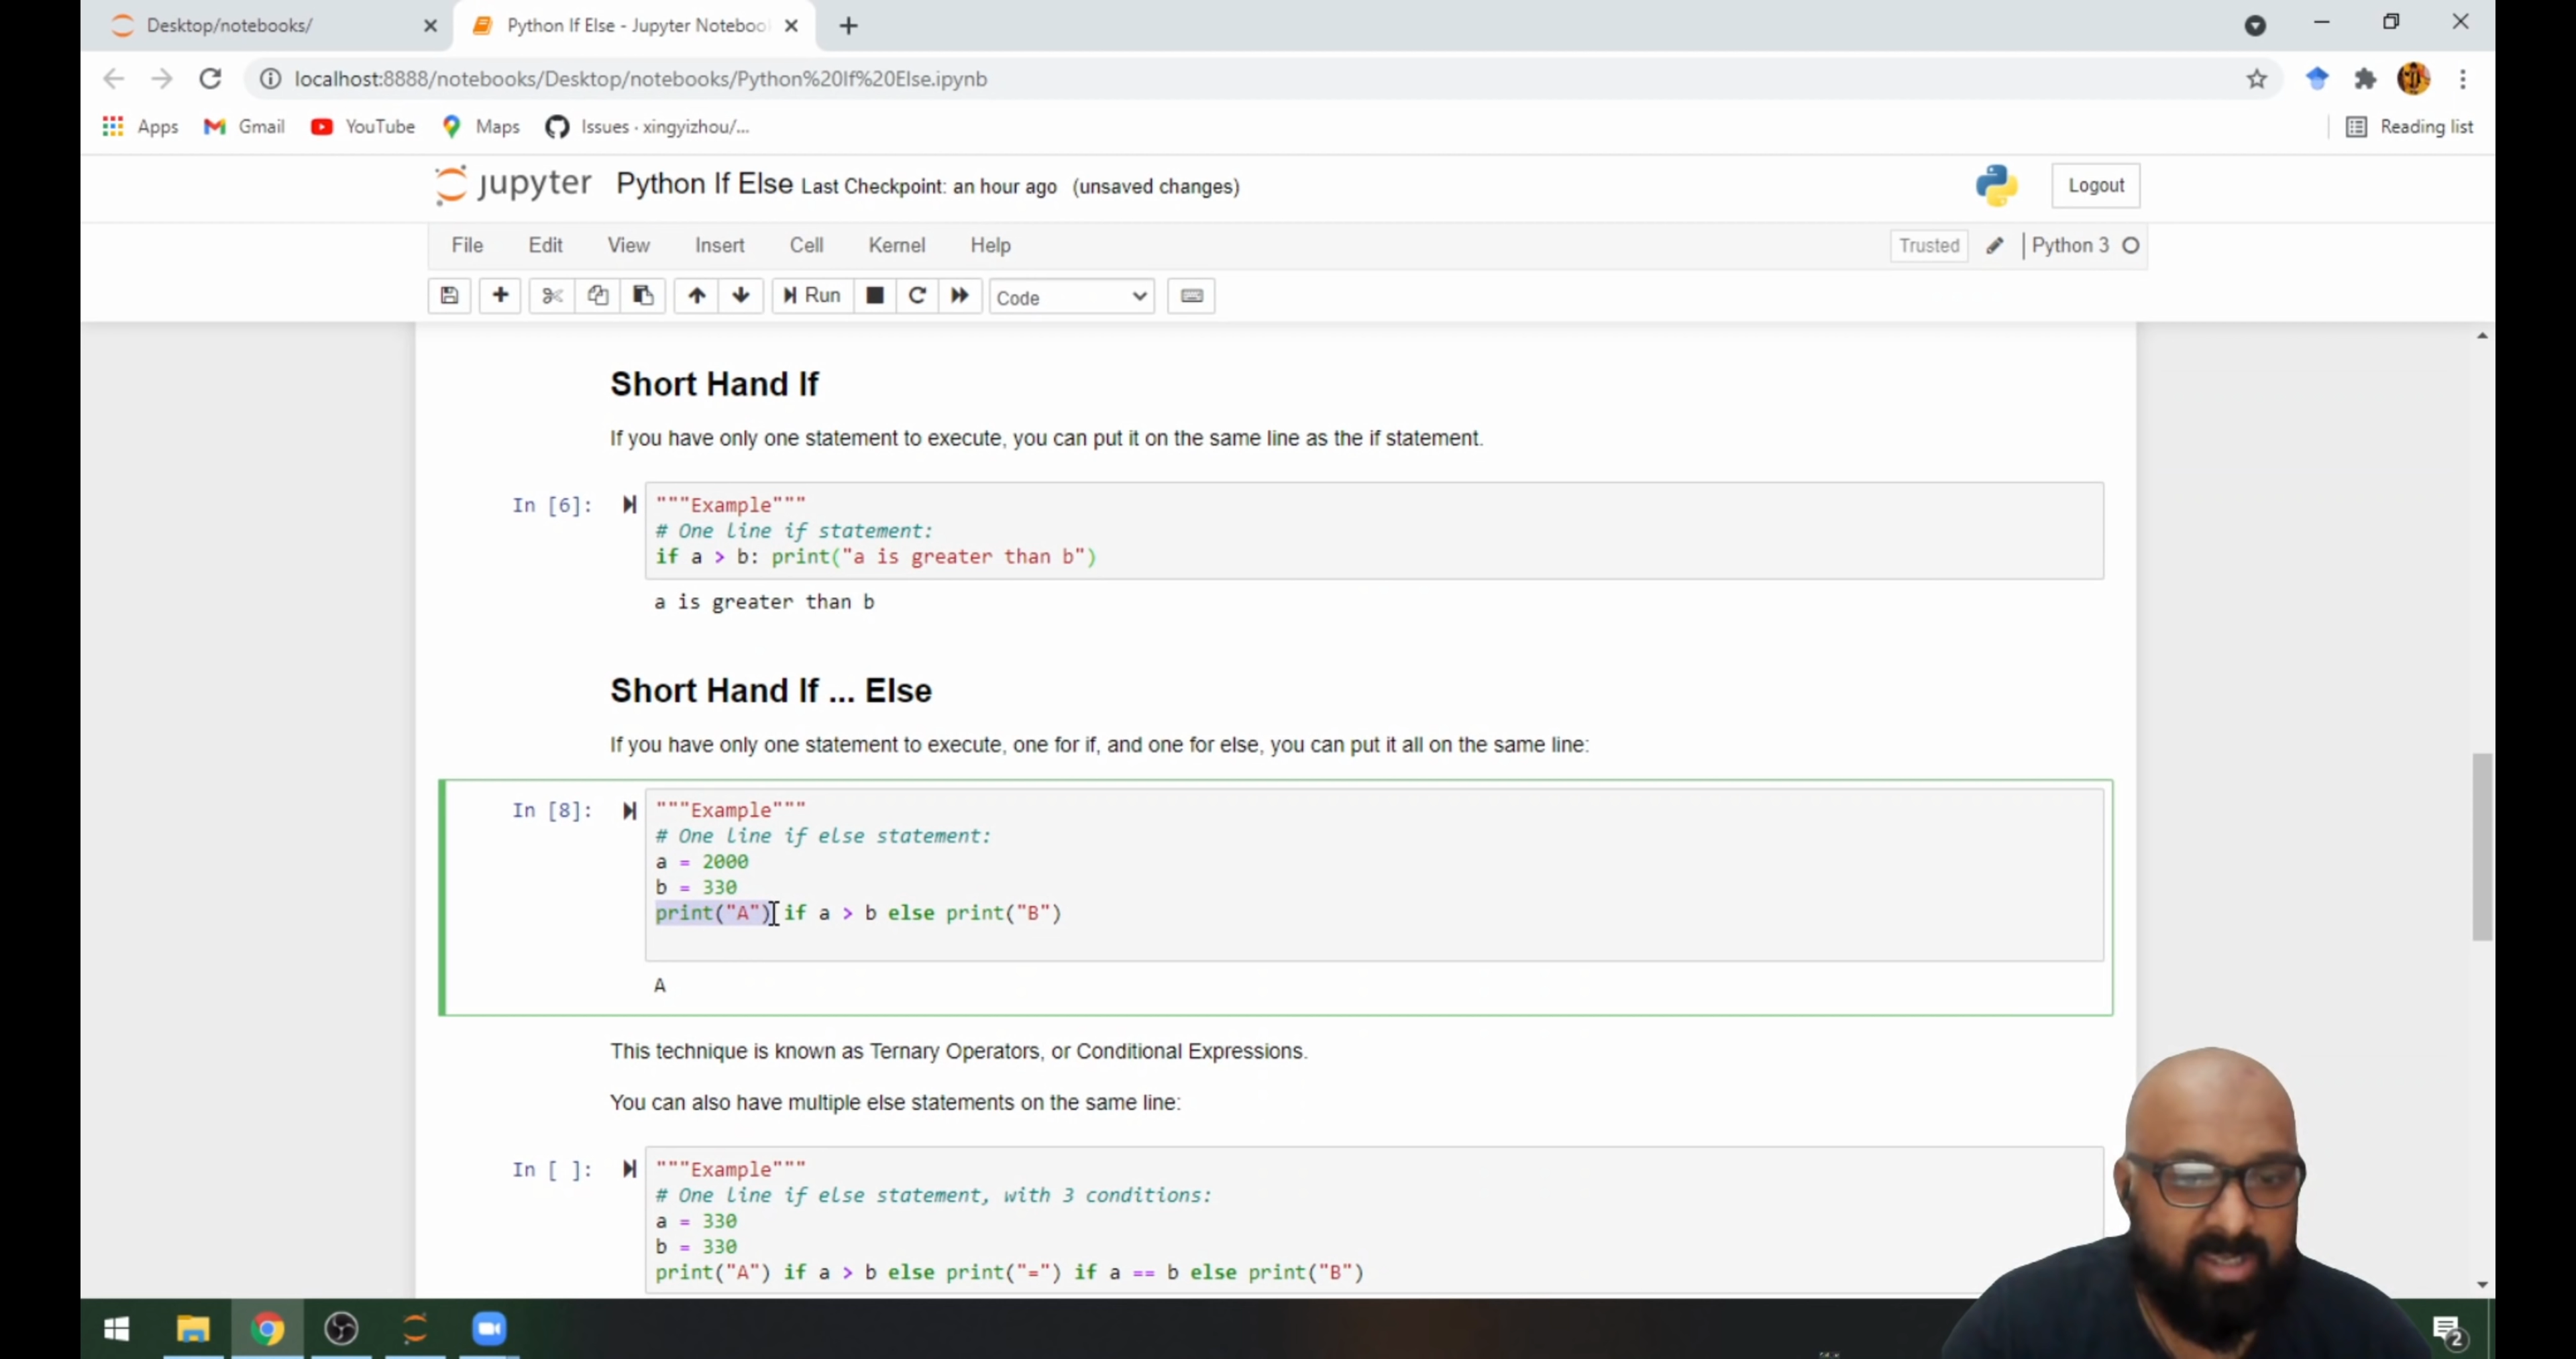 Desktop/notebooks/
Python If Else - Jupyter Noteboo
localhost:8888/notebooks/Desktop/notebooks/Python%20If%20Else.ipynb
Apps Gmail YouTube Maps Issues · xingyizhou/... Reading list
jupyter Python If Else Last Checkpoint: an hour ago (unsaved changes) Logout
File Edit View Insert Cell Kernel Help Trusted Python 3
Run Code
Short Hand If
If you have only one statement to execute, you can put it on the same line as the if statement.
In [6]: """Example"""
# One line if statement:
if a > b: print("a is greater than b")
a is greater than b
Short Hand If ... Else
If you have only one statement to execute, one for if, and one for else, you can put it all on the same line:
In [8]: """Example"""
# One line if else statement:
a = 2000
b = 330
print("A") if a > b else print("B")
A
This technique is known as Ternary Operators, or Conditional Expressions.
You can also have multiple else statements on the same line:
In [ ]: """Example"""
# One line if else statement, with 3 conditions:
a = 330
b = 330
print("A") if a > b else print("=") if a == b else print("B")
2